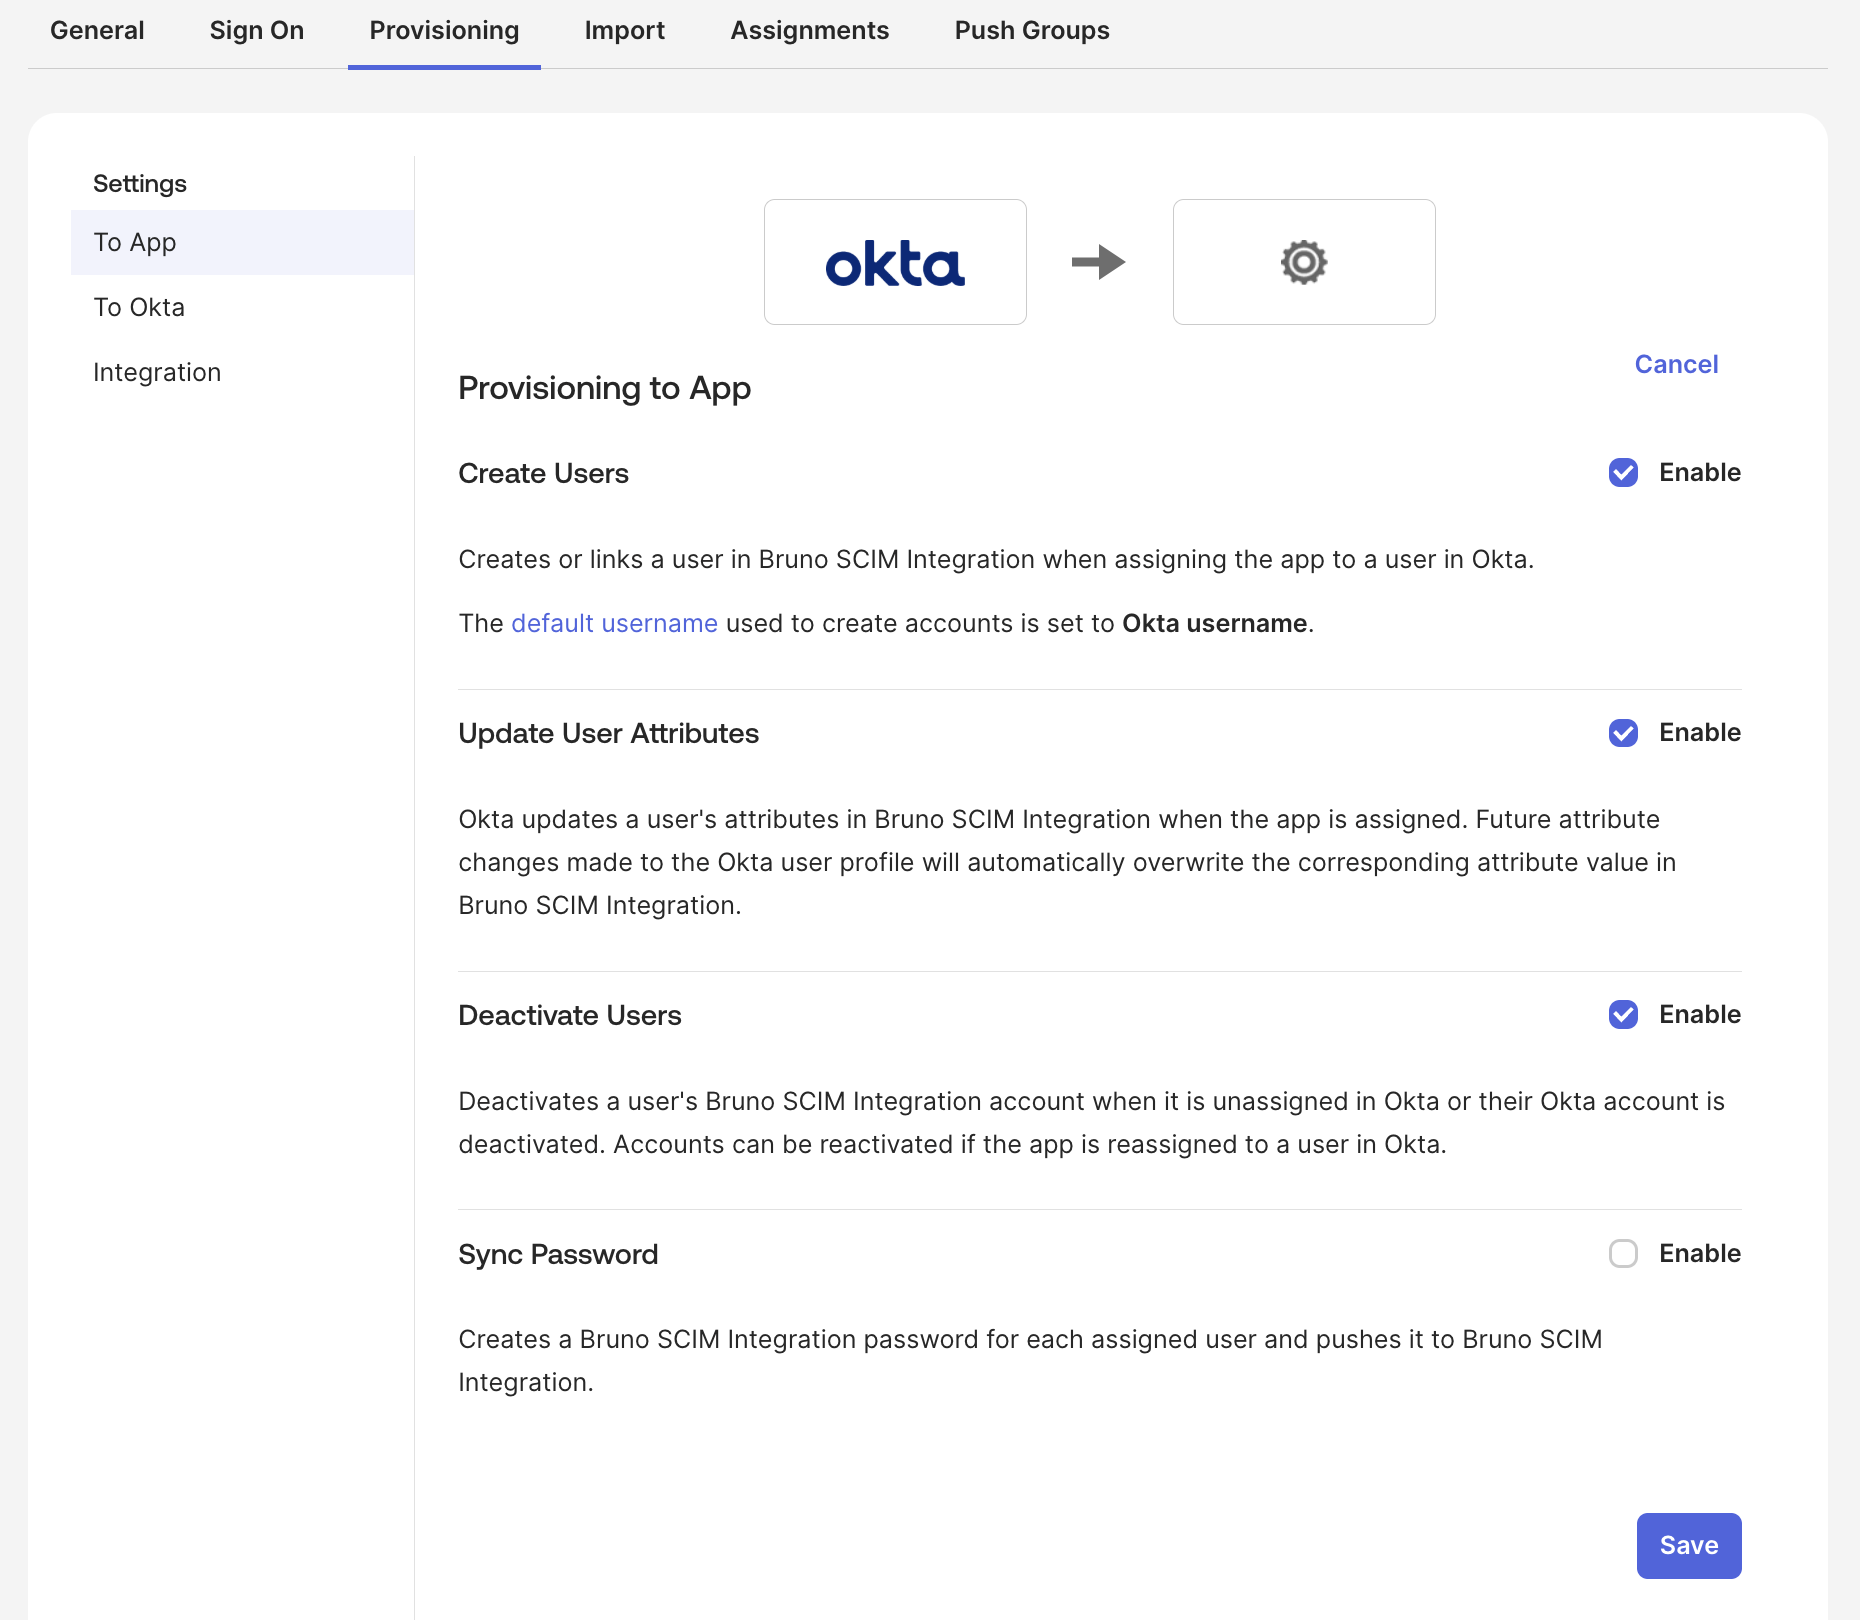 General Sign On Provisioning Import Assignments Push Groups
Settings
To App
To Okta
Integration
okta
Cancel
Provisioning to App
Create Users Enable
Creates or links a user in Bruno SCIM Integration when assigning the app to a user in Okta.
The default username used to create accounts is set to Okta username.
Update User Attributes Enable
Okta updates a user's attributes in Bruno SCIM Integration when the app is assigned. Future attribute
changes made to the Okta user profile will automatically overwrite the corresponding attribute value in
Bruno SCIM Integration.
Deactivate Users Enable
Deactivates a user's Bruno SCIM Integration account when it is unassigned in Okta or their Okta account is
deactivated. Accounts can be reactivated if the app is reassigned to a user in Okta.
Sync Password Enable
Creates a Bruno SCIM Integration password for each assigned user and pushes it to Bruno SCIM
Integration.
Save